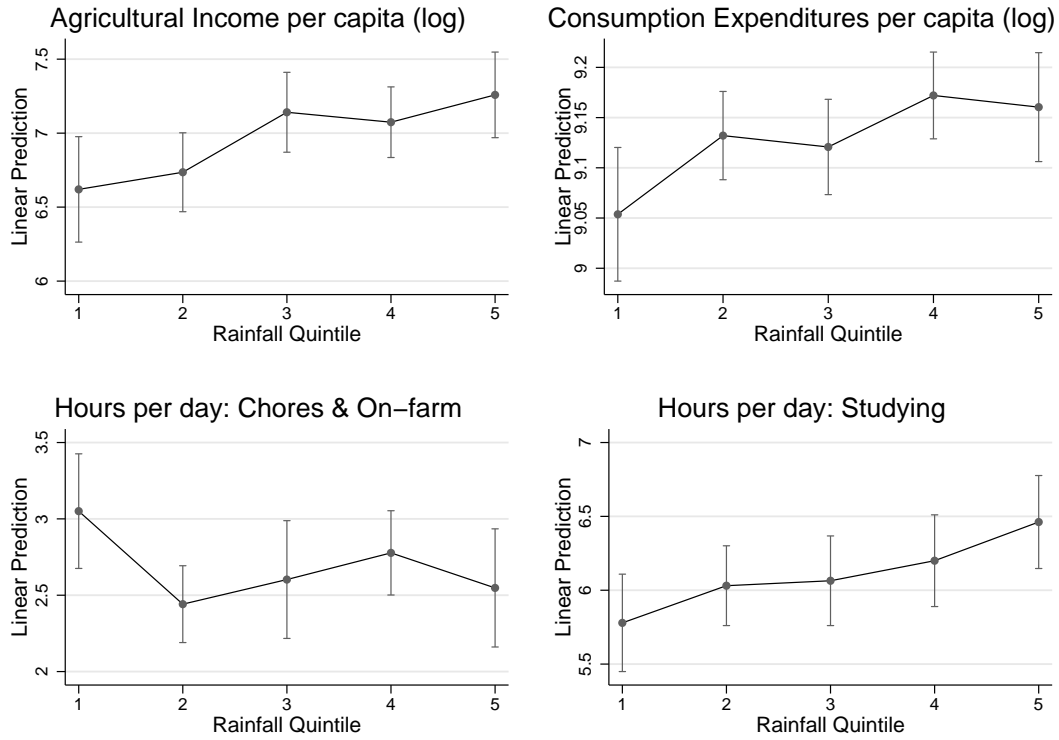 Agricultural Income per capita (log)
Linear Prediction
7.5
7
6.5
6
1 2 3 4 5
Rainfall Quintile
Consumption Expenditures per capita (log)
Linear Prediction
9.2
9.15
9.1
9.05
9
1 2 3 4 5
Rainfall Quintile
Hours per day: Chores & On−farm
Linear Prediction
3.5
3
2.5
2
1 2 3 4 5
Rainfall Quintile
Hours per day: Studying
Linear Prediction
7
6.5
6
5.5
1 2 3 4 5
Rainfall Quintile